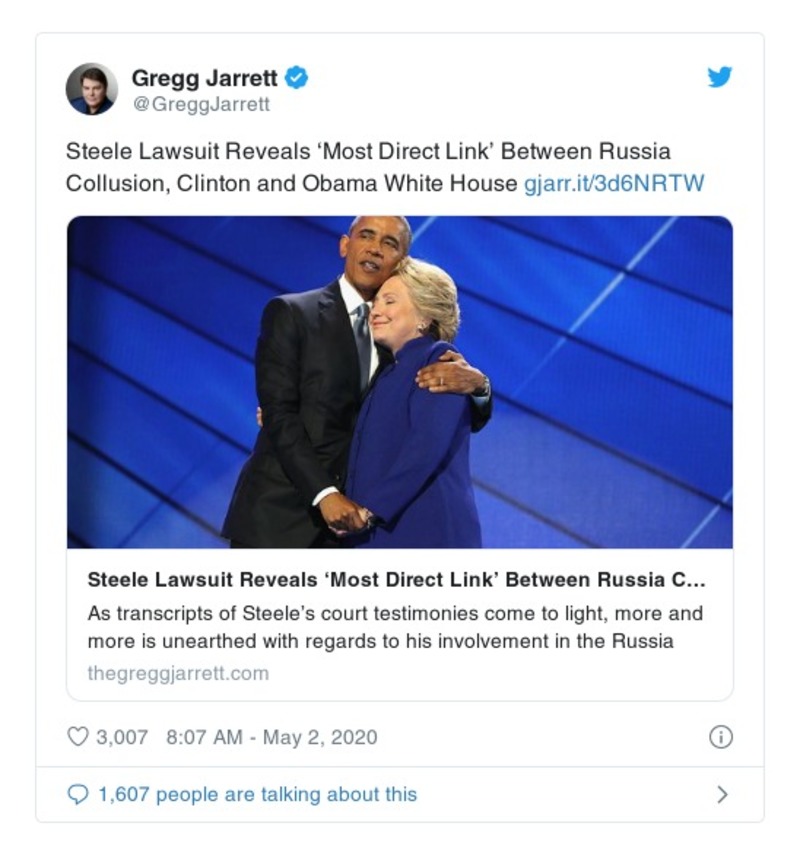 Gregg Jarrett
@GreggJarrett
Steele Lawsuit Reveals ‘Most Direct Link’ Between Russia
Collusion, Clinton and Obama White House gjarr.it/3d6NRTW
Steele Lawsuit Reveals ‘Most Direct Link’ Between Russia C...
As transcripts of Steele’s court testimonies come to light, more and
more is unearthed with regards to his involvement in the Russia
thegreggjarrett.com
3,007 8:07 AM - May 2, 2020
1,607 people are talking about this